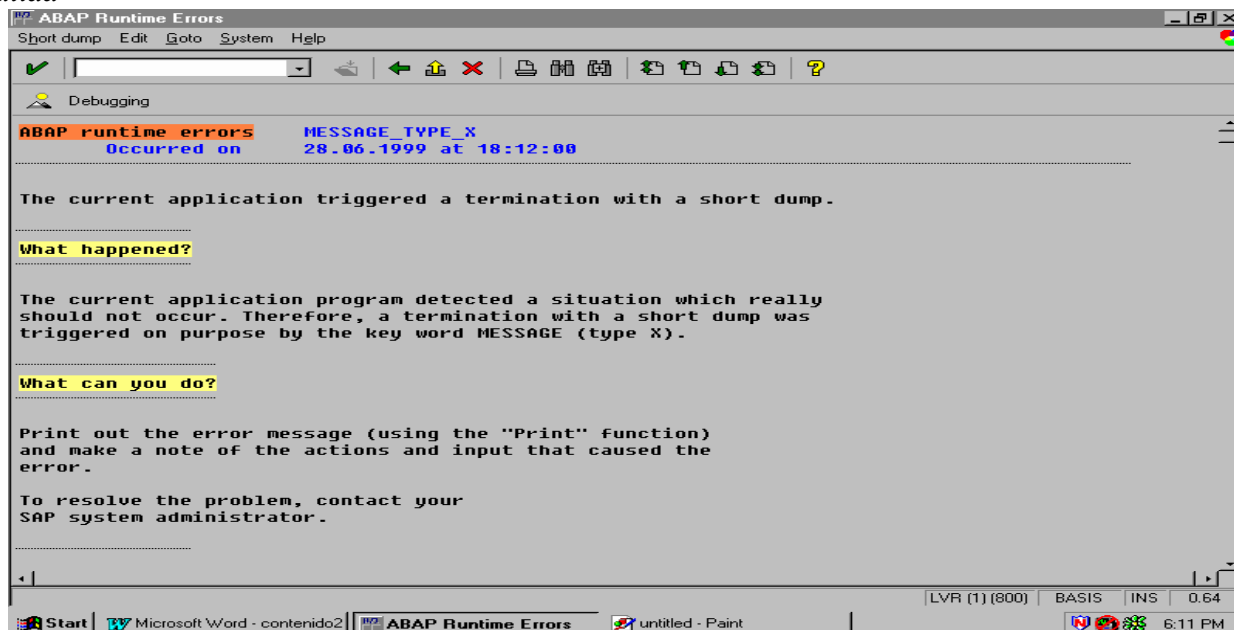 ABAP Runtime Errors
Short dump Edit Goto System Help
Debugging
ABAP runtime errors MESSAGE_TYPE_X
Occurred on 28.06.1999 at 18:12:00
The current application triggered a termination with a short dump.
What happened?
The current application program detected a situation which really
should not occur. Therefore, a termination with a short dump was
triggered on purpose by the key word MESSAGE (type X).
What can you do?
Print out the error message (using the "Print" function)
and make a note of the actions and input that caused the
error.
To resolve the problem, contact your
SAP system administrator.
LVR (1) (800) BASIS INS 0.64
Start Microsoft Word - contenido2 ABAP Runtime Errors untitled - Paint 6:11 PM